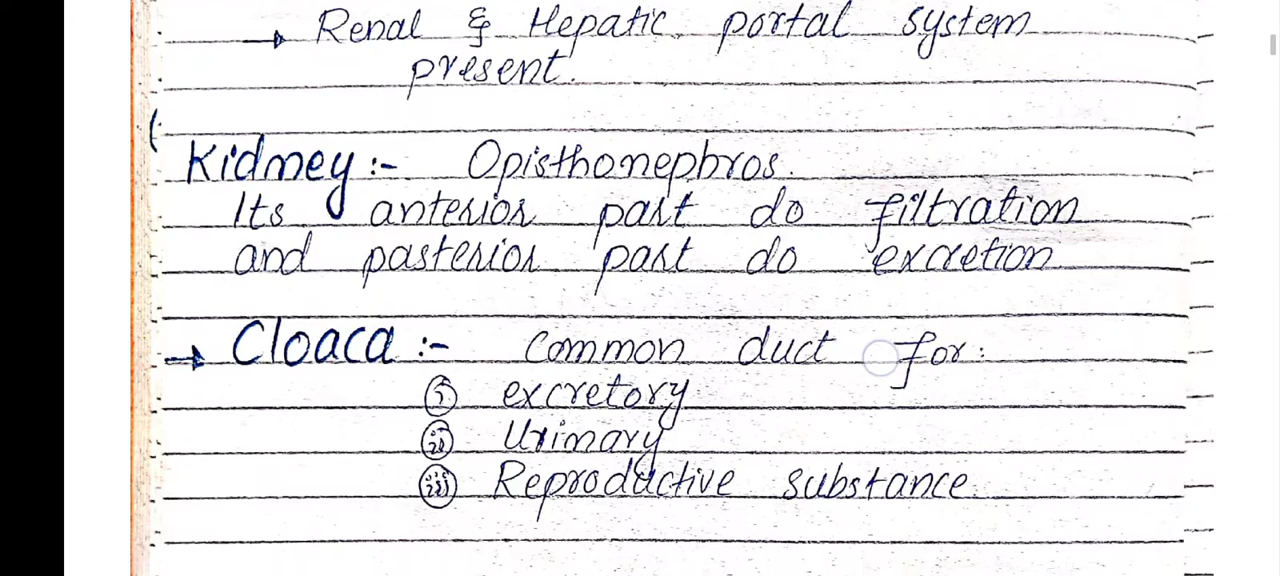 → Renal & Hepatic portal system
present.
Kidney :- Opisthonephros.
Its anterior part do filtration
and pasterior part do excretion
→ Cloaca :- Common duct for:
(i) excretory
(ii) Urinary
(iii) Reproductive substance.